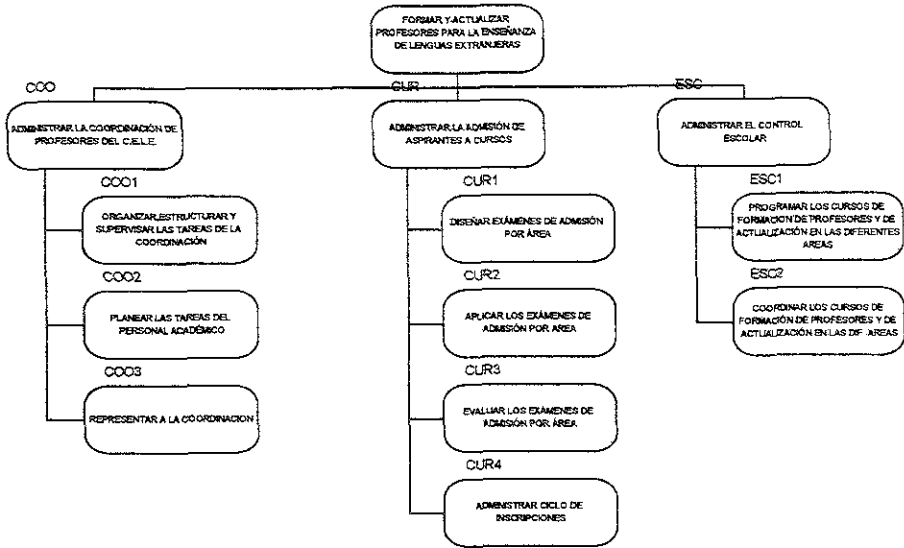 FORMAR Y ACTUALIZAR
PROFESORES PARA LA ENSEÑANZA
DE LENGUAS EXTRANJERAS
COO
ADMINISTRAR LA COORDINACIÓN DE
PROFESORES DEL C.E.L.E.
COO1
ORGANIZAR,ESTRUCTURAR Y
SUPERVISAR LAS TAREAS DE LA
COORDINACIÓN
COO2
PLANEAR LAS TAREAS DEL
PERSONAL ACADÉMICO
COO3
REPRESENTAR A LA COORDINACION
CUR
ADMINISTRAR LA ADMISIÓN DE
ASPIRANTES A CURSOS
CUR1
DISEÑAR EXÁMENES DE ADMISIÓN
POR ÁREA
CUR2
APLICAR LOS EXÁMENES DE
ADMISIÓN POR AREA
CUR3
EVALUAR LOS EXÁMENES DE
ADMISIÓN POR ÁREA
CUR4
ADMINISTRAR CICLO DE
INSCRIPCIONES
ESC
ADMINISTRAR EL CONTROL
ESCOLAR
ESC1
PROGRAMAR LOS CURSOS DE
FORMACION DE PROFESORES Y DE
ACTUALIZACIÓN EN LAS DIFERENTES
AREAS
ESC2
COORDINAR LOS CURSOS DE
FORMACIÓN DE PROFESORES Y DE
ACTUALIZACIÓN EN LAS DIF. AREAS